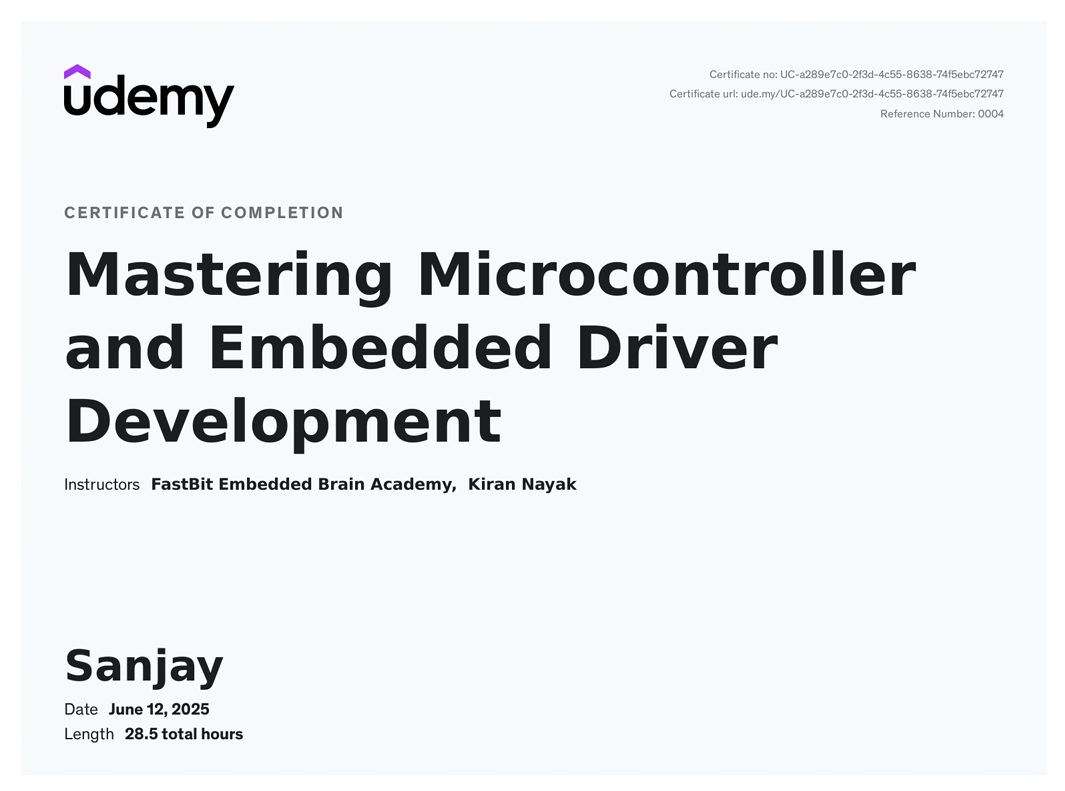 udemy
Certificate no: UC-a289e7c0-2f3d-4c55-8638-74f5ebc72747
Certificate url: ude.my/UC-a289e7c0-2f3d-4c55-8638-74f5ebc72747
Reference Number: 0004
CERTIFICATE OF COMPLETION
Mastering Microcontroller
and Embedded Driver
Development
Instructors FastBit Embedded Brain Academy, Kiran Nayak
Sanjay
Date June 12, 2025
Length 28.5 total hours